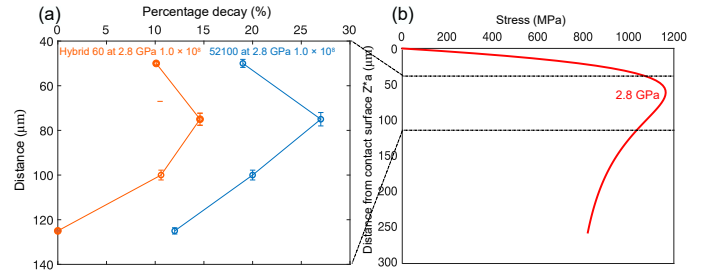 (a)
Percentage decay (%)
0 5 10 15 20 25 30
Hybrid 60 at 2.8 GPa 1.0 × 10⁸
52100 at 2.8 GPa 1.0 × 10⁸
40
60
80
100
120
140
Distance (μm)
(b)
Stress (MPa)
0 200 400 600 800 1000 1200
0
50
100
150
200
250
300
Distance from contact surface Z*a (μm)
2.8 GPa